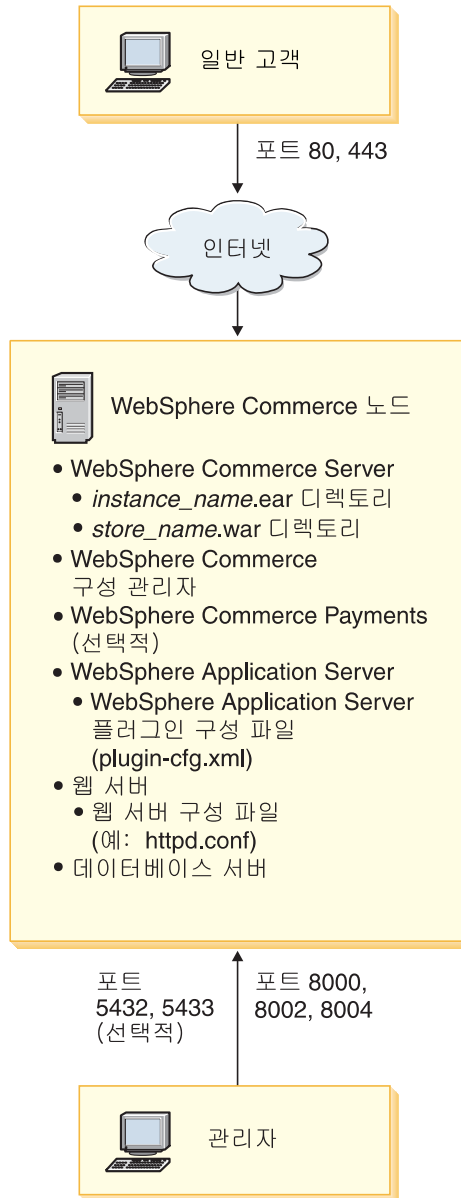 일반 고객
포트 80, 443
인터넷
WebSphere Commerce 노드
• WebSphere Commerce Server
• instance_name.ear 디렉토리
• store_name.war 디렉토리
• WebSphere Commerce
구성 관리자
• WebSphere Commerce Payments
(선택적)
• WebSphere Application Server
• WebSphere Application Server
플러그인 구성 파일
(plugin-cfg.xml)
• 웹 서버
• 웹 서버 구성 파일
(예: httpd.conf)
• 데이터베이스 서버
포트
5432, 5433
(선택적)
포트 8000,
8002, 8004
관리자